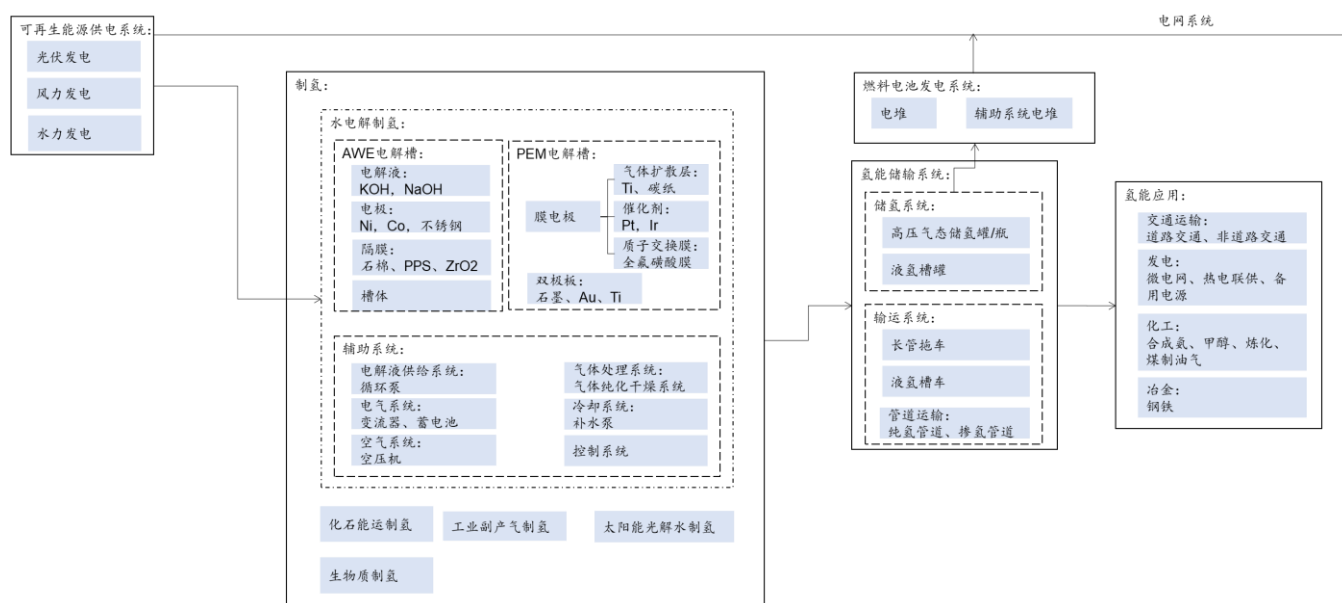 可再生能源供电系统：
光伏发电
风力发电
水力发电
电网系统
制氢：
水电解制氢：
AWE电解槽：
电解液：
KOH，NaOH
电极：
Ni，Co，不锈钢
隔膜：
石棉、PPS、ZrO2
槽体
PEM电解槽：
膜电极
气体扩散层：
Ti、碳纸
催化剂：
Pt，Ir
质子交换膜：
全氟磺酸膜
双极板：
石墨、Au、Ti
辅助系统：
电解液供给系统：
循环泵
电气系统：
变流器、蓄电池
空气系统：
空压机
气体处理系统：
气体纯化干燥系统
冷却系统：
补水泵
控制系统
化石能运制氢
工业副产气制氢
太阳能光解水制氢
生物质制氢
燃料电池发电系统：
电堆
辅助系统电堆
氢能储输系统：
储氢系统：
高压气态储氢罐/瓶
液氢槽罐
输运系统：
长管拖车
液氢槽车
管道运输：
纯氢管道、掺氢管道
氢能应用：
交通运输：
道路交通、非道路交通
发电：
微电网、热电联供、备
用电源
化工：
合成氨、甲醇、炼化、
煤制油气
冶金：
钢铁